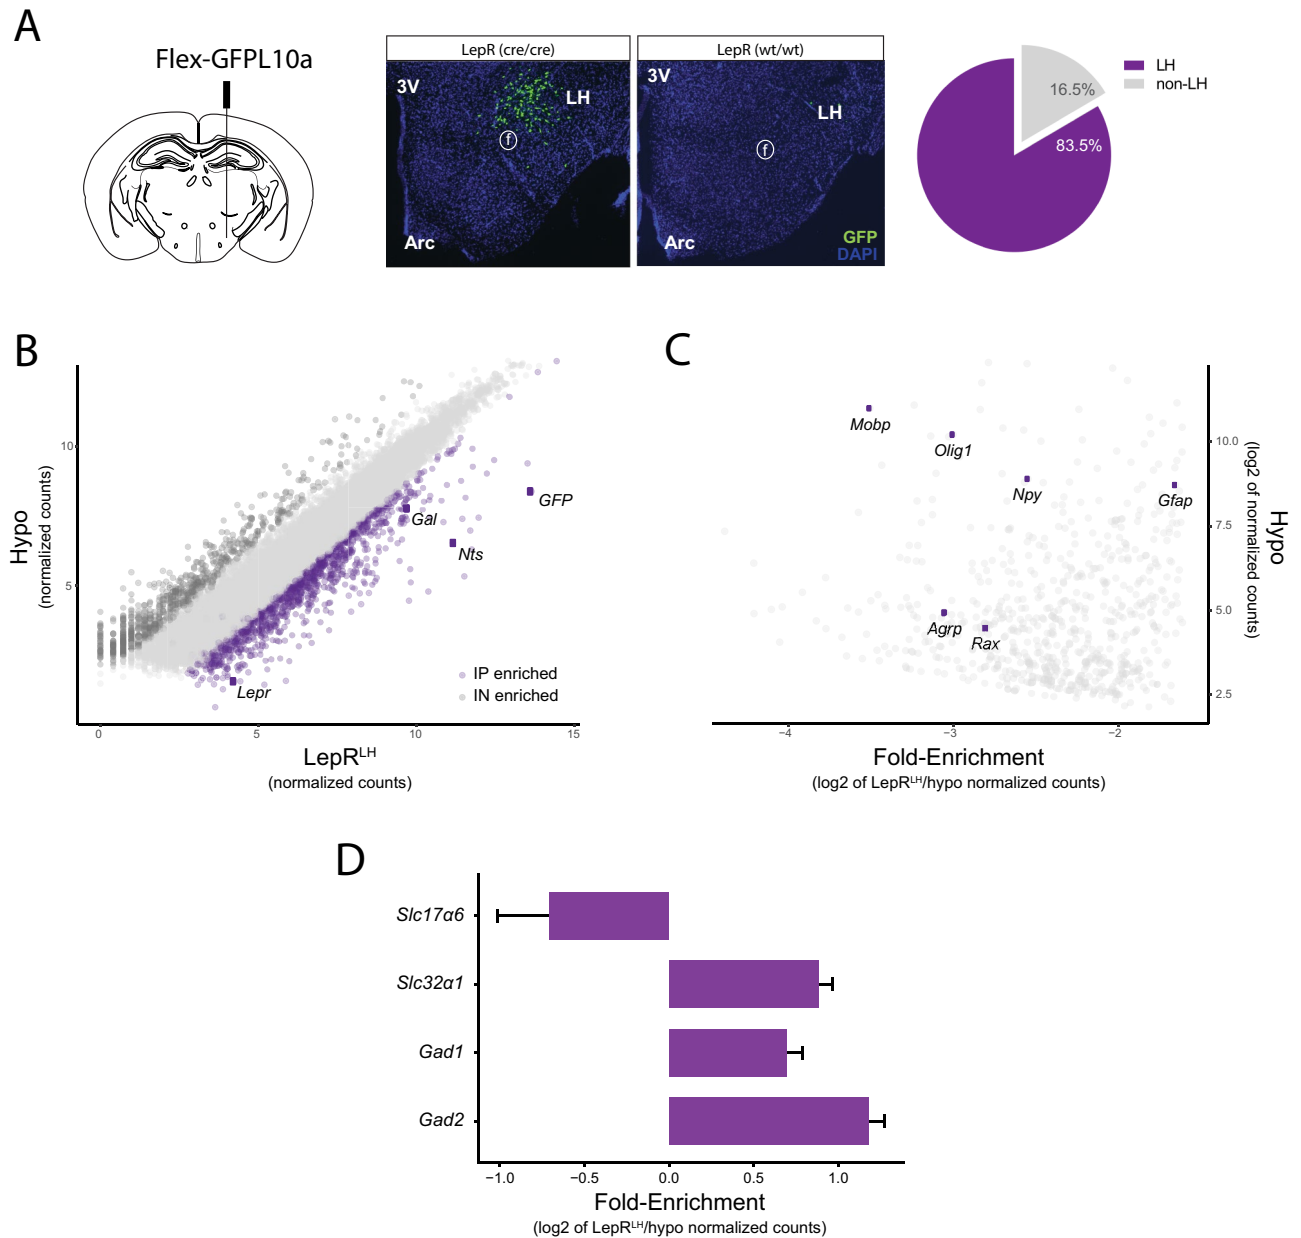 A
Flex-GFPL10a
LepR (cre/cre)
3V
LH
f
Arc
LepR (wt/wt)
3V
LH
f
Arc
GFP
DAPI
16.5%
83.5%
LH
non-LH
B
Hypo
(normalized counts)
10
5
GFP
Gal
Nts
Lepr
IP enriched
IN enriched
0
5
10
15
LepRLH
(normalized counts)
C
Mobp
Olig1
Npy
Gfap
Agrp
Rax
10.0
7.5
5.0
2.5
Hypo
(log2 of normalized counts)
−4
−3
−2
Fold-Enrichment
(log2 of LepRLH/hypo normalized counts)
D
Slc17α6
Slc32α1
Gad1
Gad2
−1.0
−0.5
0.0
0.5
1.0
Fold-Enrichment
(log2 of LepRLH/hypo normalized counts)